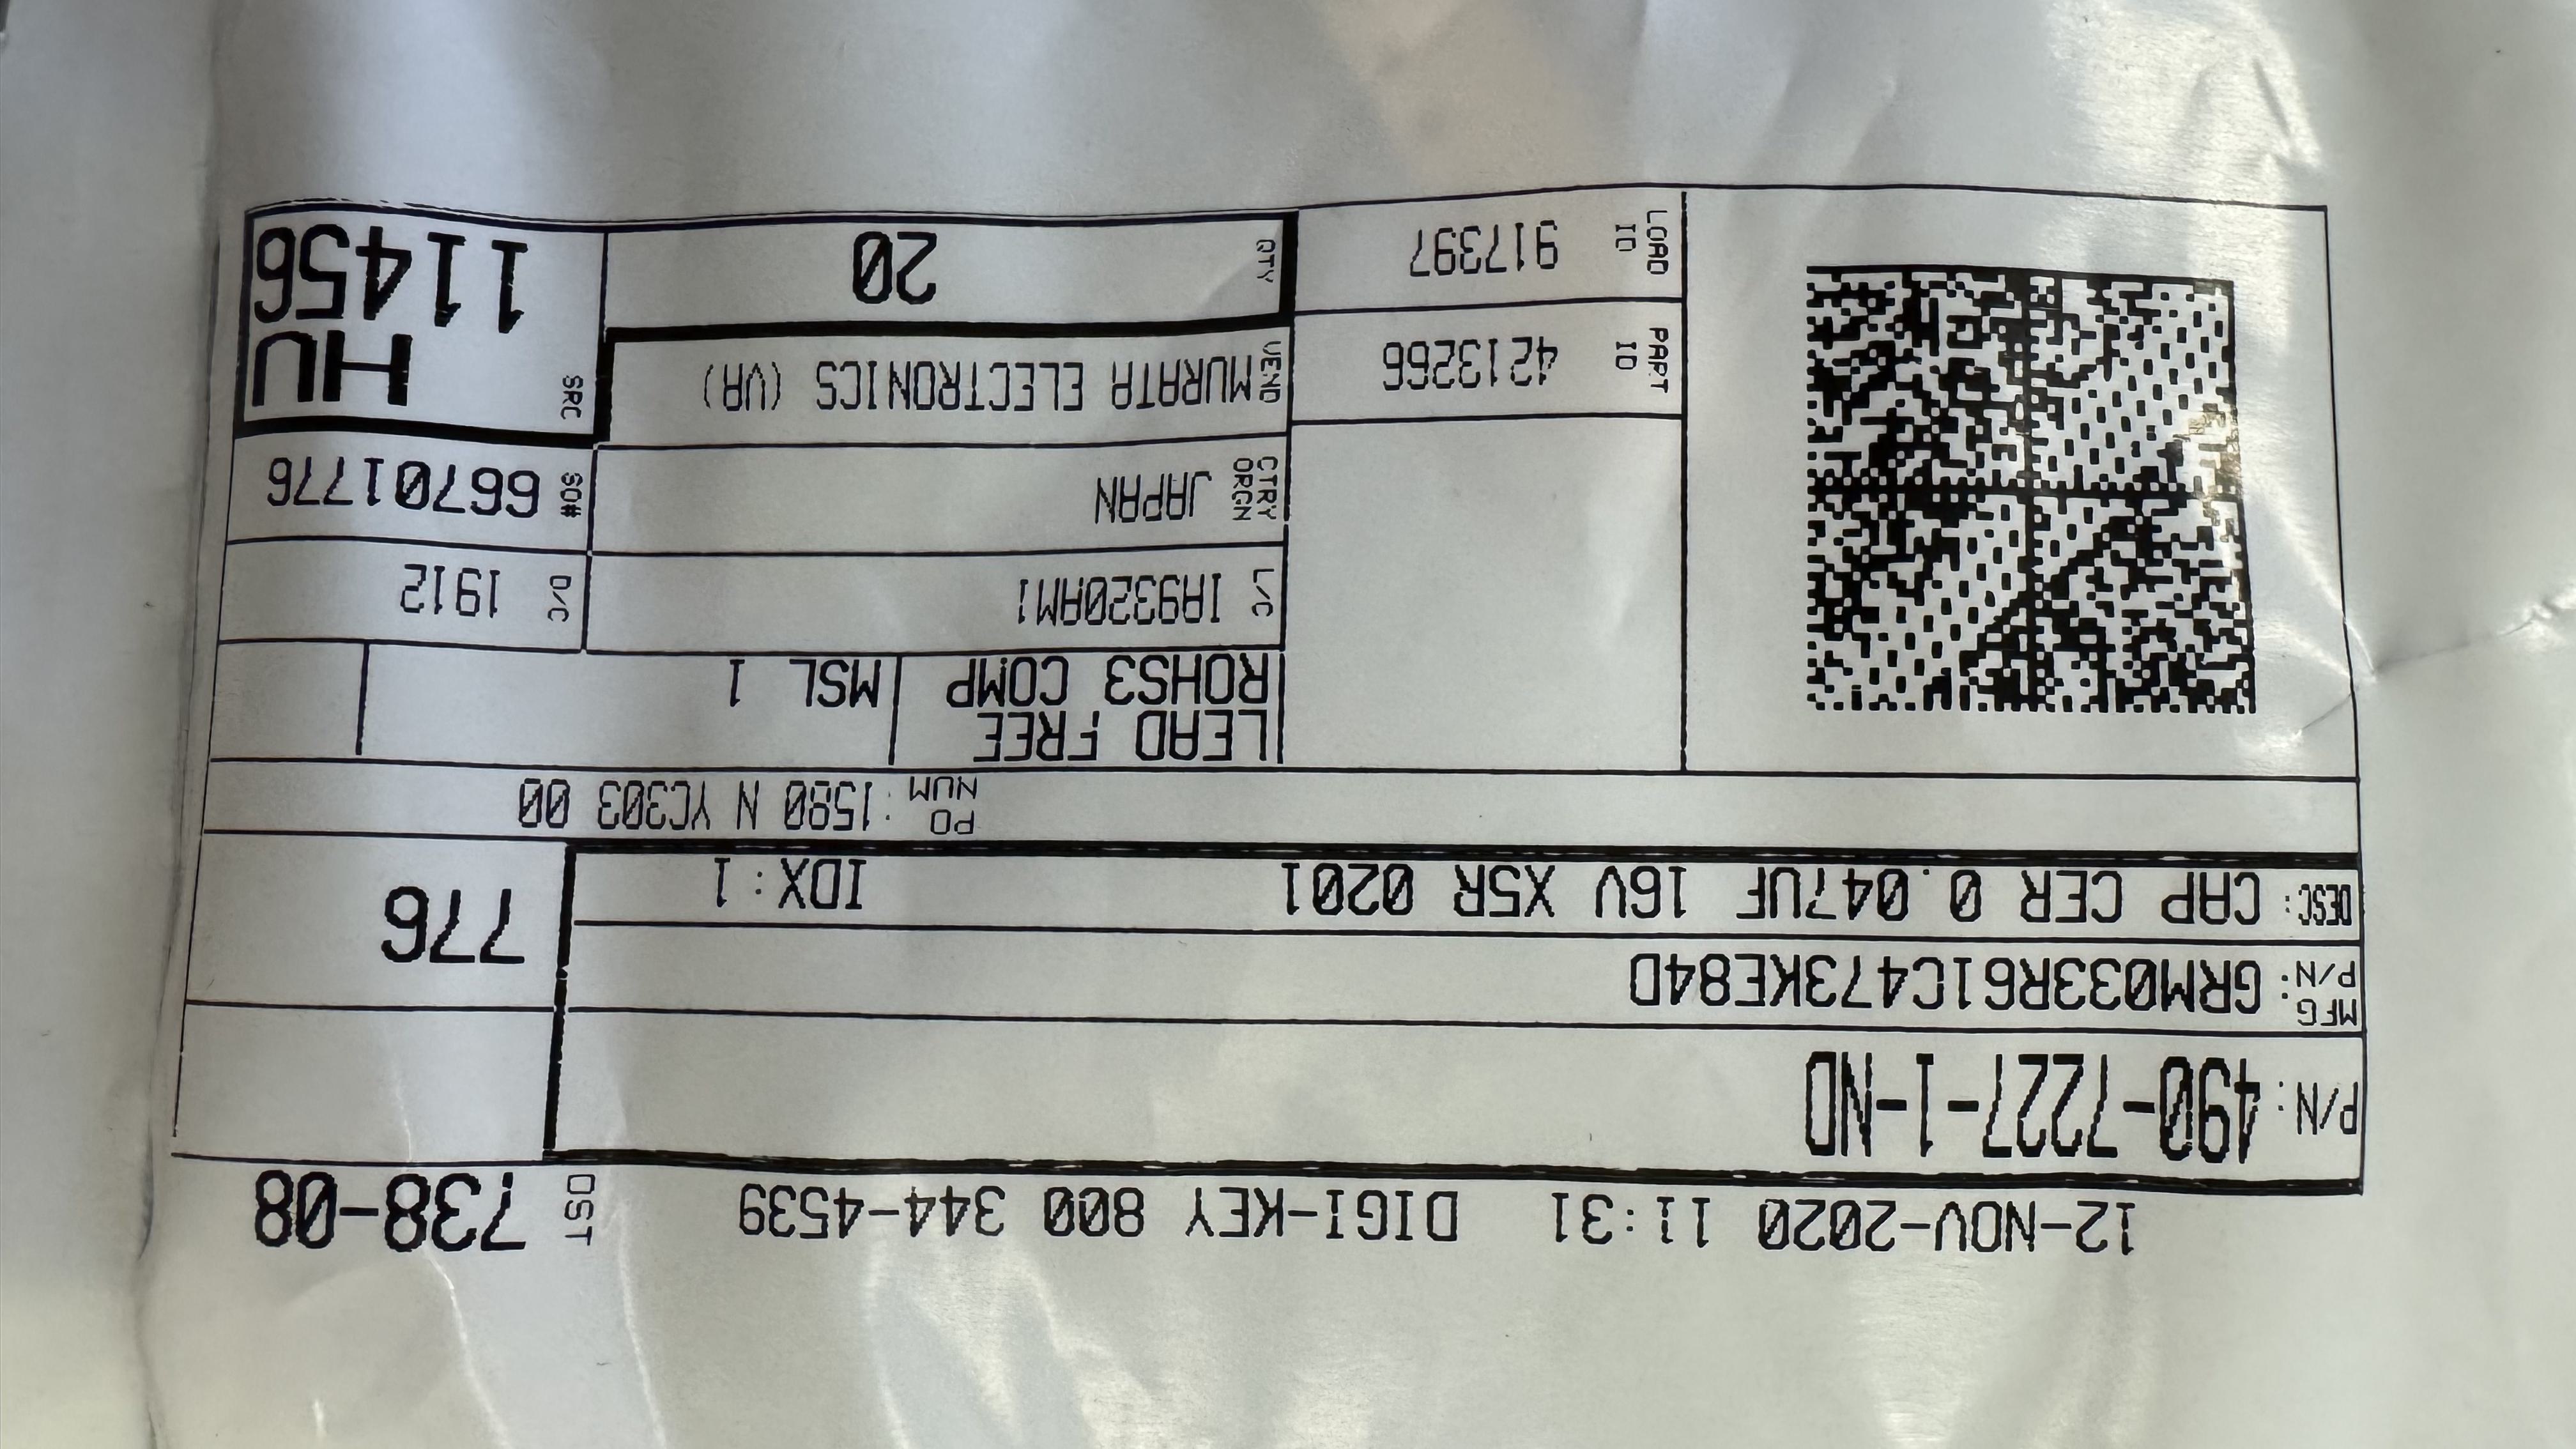 12-NOV-2020 11:31 DIGI-KEY 800 344-4539
DST 738-08
P/N: 490-7227-1-ND
MFG P/N: GRM033R61C473KE84D
776
DESC: CAP CER 0.047UF 16V X5R 0201 IDX:1
PO NUM : 1580 N YC303 00
LEAD FREE
ROHS3 COMP
MSL 1
L/C IA9320AM1
D/C 1912
CTRY ORGN JAPAN
SO# 66701776
PART ID 4213266
VEND MURATA ELECTRONICS (VA)
SRC HU
11456
LOAD ID 917397
QTY 20